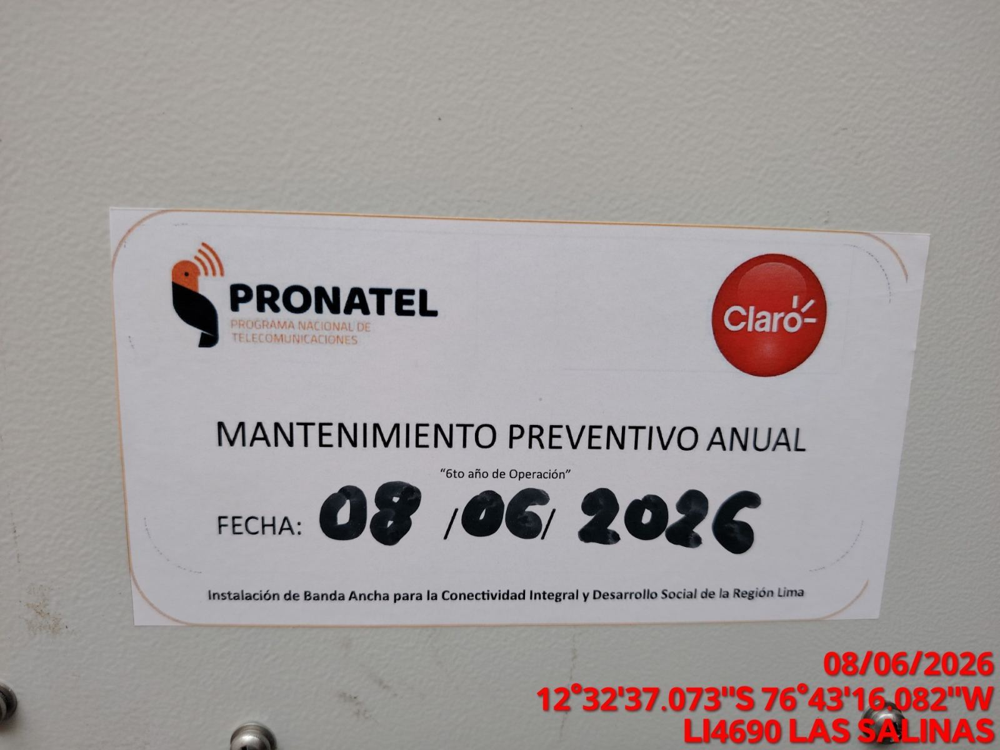 PRONATEL
PROGRAMA NACIONAL DE
TELECOMUNICACIONES
Claro
MANTENIMIENTO PREVENTIVO ANUAL
“6to año de Operación”
FECHA: 08 /06/ 2026
Instalación de Banda Ancha para la Conectividad Integral y Desarrollo Social de la Región Lima
08/06/2026
12°32'37.073"S 76°43'16.082"W
LI4690 LAS SALINAS